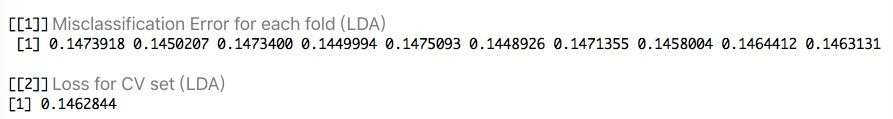 [[1]] Misclassification Error for each fold (LDA)
[1] 0.1473918 0.1450207 0.1473400 0.1449994 0.1475093 0.1448926 0.1471355 0.1458004 0.1464412 0.1463131
[[2]] Loss for CV set (LDA)
[1] 0.1462844